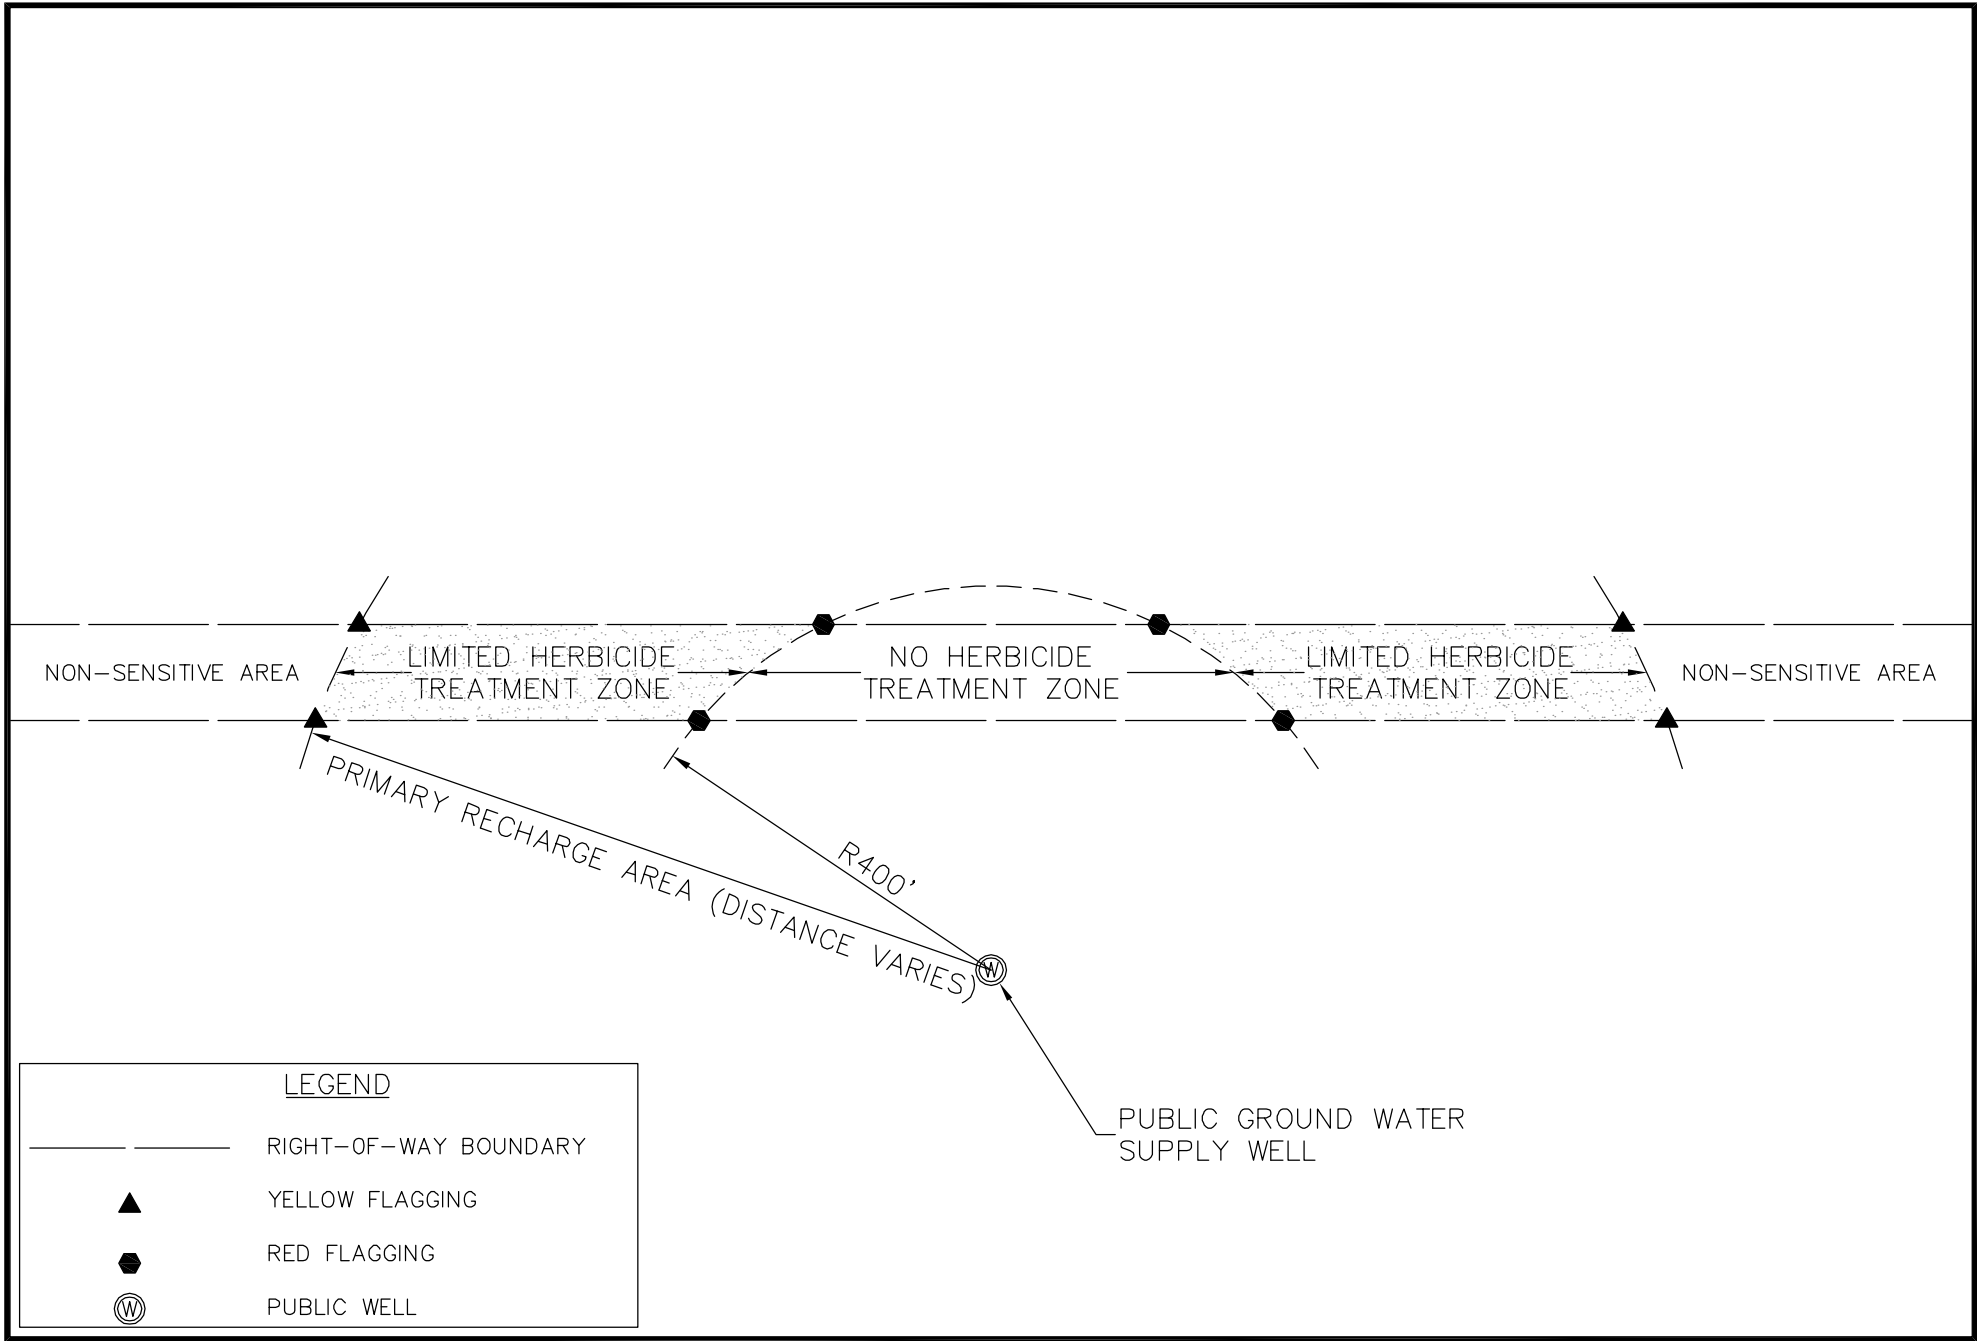 NON-SENSITIVE AREA
LIMITED HERBICIDE
TREATMENT ZONE
NO HERBICIDE
TREATMENT ZONE
LIMITED HERBICIDE
TREATMENT ZONE
NON-SENSITIVE AREA
PRIMARY RECHARGE AREA (DISTANCE VARIES)
R400'
W
PUBLIC GROUND WATER
SUPPLY WELL
LEGEND
RIGHT-OF-WAY BOUNDARY
YELLOW FLAGGING
RED FLAGGING
W PUBLIC WELL